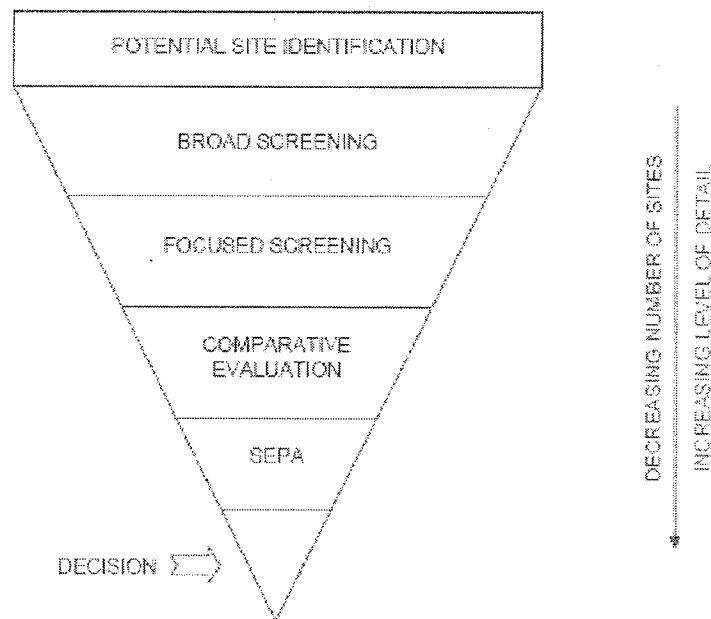 POTENTIAL SITE IDENTIFICATION
BROAD SCREENING
FOCUSED SCREENING
COMPARATIVE
EVALUATION
SEPA
DECISION
DECREASING NUMBER OF SITES
INCREASING LEVEL OF DETAIL